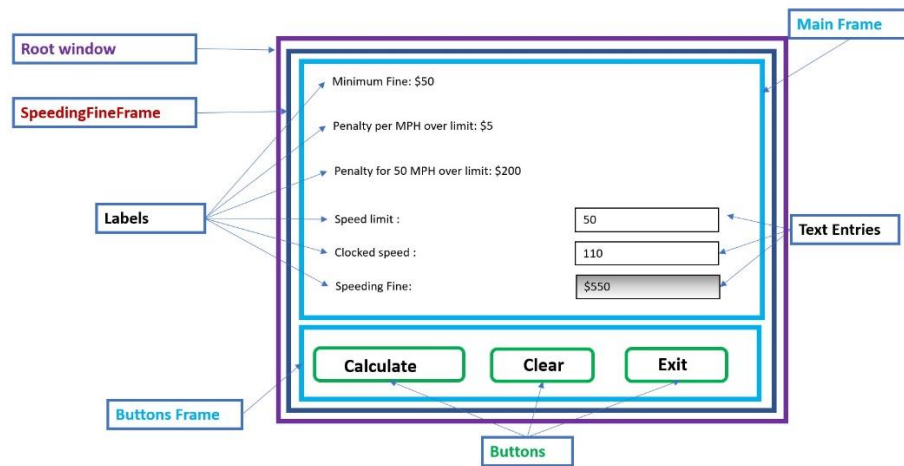 Main Frame
Root window
Minimum Fine: $50
SpeedingFineFrame
Penalty per MPH over limit: $5
Penalty for 50 MPH over limit: $200
Labels
Speed limit :
50
Text Entries
Clocked speed :
110
Speeding Fine:
$550
Calculate
Clear
Exit
Buttons Frame
Buttons